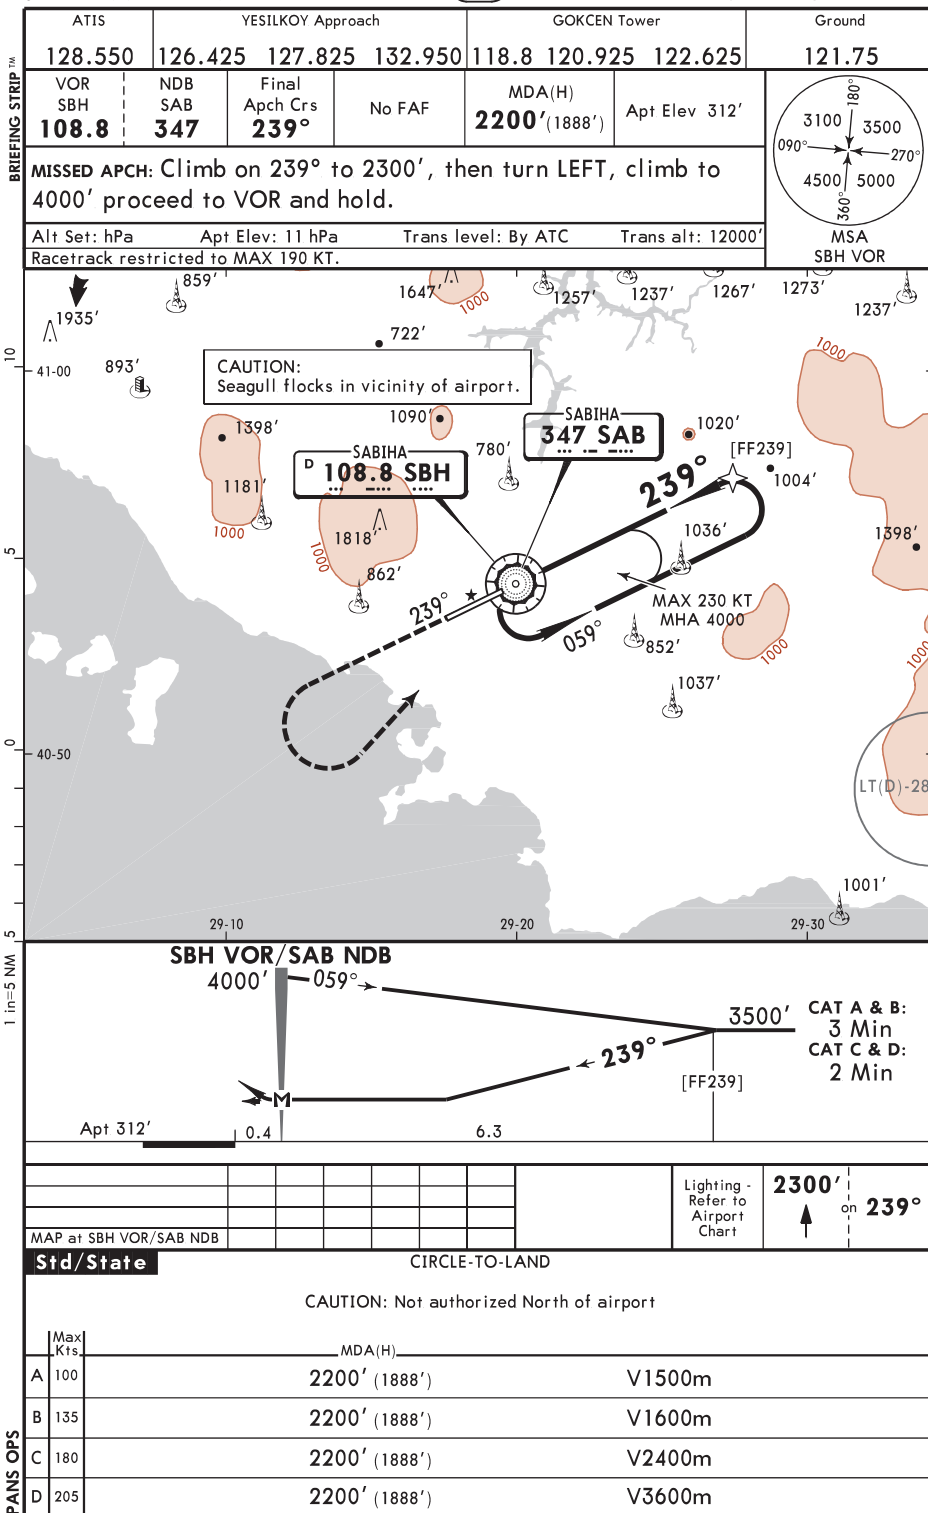 ATIS
YESILKOY Approach
GOKCEN Tower
Ground
128.550
126.425 127.825 132.950
118.8 120.925 122.625
121.75
BRIEFING STRIP™
VOR
SBH
108.8
NDB
SAB
347
Final
Apch Crs
239°
No FAF
MDA(H)
2200'(1888')
Apt Elev 312'
180°
3100
3500
090°
270°
4500
5000
360°
MSA
SBH VOR
MISSED APCH: Climb on 239° to 2300', then turn LEFT, climb to
4000' proceed to VOR and hold.
Alt Set: hPa Apt Elev: 11 hPa Trans level: By ATC Trans alt: 12000'
Racetrack restricted to MAX 190 KT.
859'
1647'
1000
1257'
1237'
1267'
1273'
1237'
1935'
722'
1000
10
41-00
893'
CAUTION:
Seagull flocks in vicinity of airport.
1398'
1090'
SABIHA
347 SAB
1020'
[FF239]
SABIHA
D 108.8 SBH
780'
239°
1004'
1181'
1000
1818'
1000
1036'
1398'
5
862'
239°
MAX 230 KT
MHA 4000
059°
852'
1000
1000
1037'
0
40-50
LT(D)-28
1001'
29-10
29-20
29-30
5
1 in=5 NM
SBH VOR/SAB NDB
4000'
059°
3500'
CAT A & B:
3 Min
CAT C & D:
2 Min
239°
[FF239]
M
Apt 312'
0.4
6.3
Lighting -
Refer to
Airport
Chart
2300'
on
239°
MAP at SBH VOR/SAB NDB
Std/State
CIRCLE-TO-LAND
CAUTION: Not authorized North of airport
Max
Kts
MDA(H)
A 100 2200' (1888') V1500m
B 135 2200' (1888') V1600m
C 180 2200' (1888') V2400m
D 205 2200' (1888') V3600m
PANS OPS